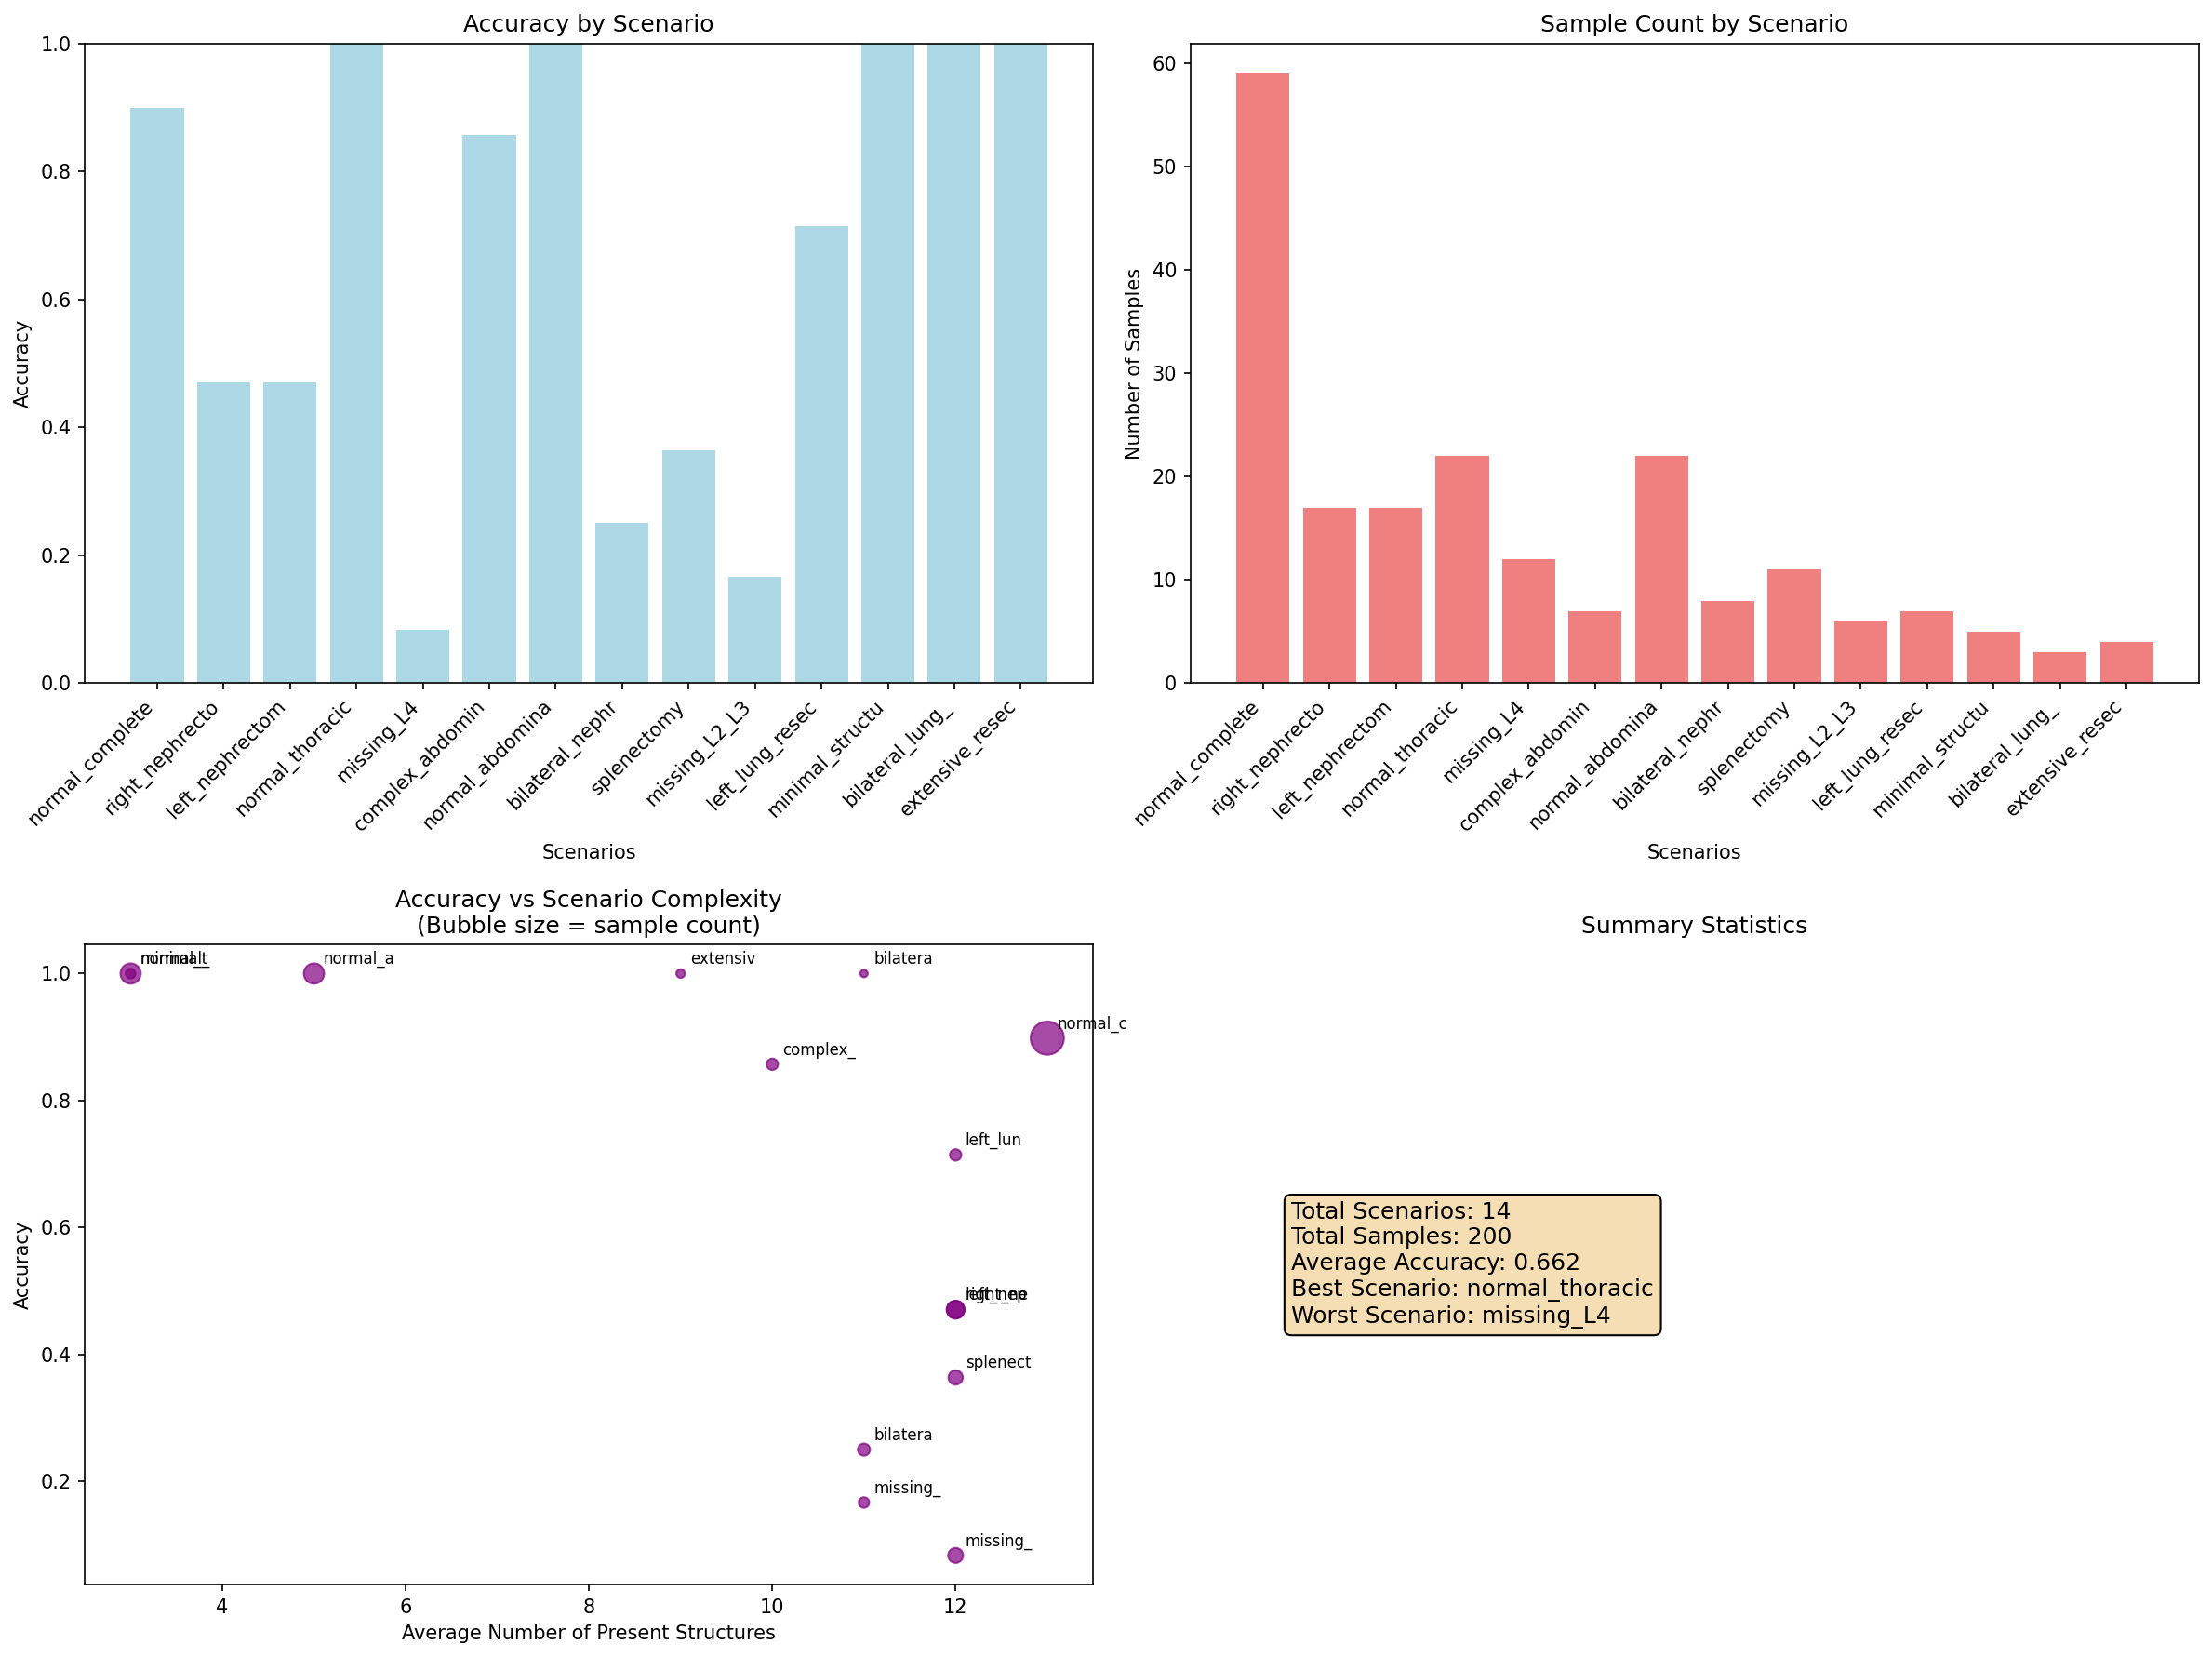 Accuracy by Scenario
1.0
0.8
0.6
0.4
0.2
0.0
Accuracy
normal_complete
right_nephrecto
left_nephrectom
normal_thoracic
missing_L4
complex_abdomin
normal_abdomina
bilateral_nephr
splenectomy
missing_L2_L3
left_lung_resec
minimal_structu
bilateral_lung_
extensive_resec
Scenarios
Sample Count by Scenario
60
50
40
30
20
10
0
Number of Samples
normal_complete
right_nephrecto
left_nephrectom
normal_thoracic
missing_L4
complex_abdomin
normal_abdomina
bilateral_nephr
splenectomy
missing_L2_L3
left_lung_resec
minimal_structu
bilateral_lung_
extensive_resec
Scenarios
Accuracy vs Scenario Complexity
(Bubble size = sample count)
1.0
0.8
0.6
0.4
0.2
Accuracy
normal_a
extensiv
bilatera
normal_c
complex_
left_lun
splenect
bilatera
missing_
missing_
4
6
8
10
12
Average Number of Present Structures
Summary Statistics
Total Scenarios: 14
Total Samples: 200
Average Accuracy: 0.662
Best Scenario: normal_thoracic
Worst Scenario: missing_L4